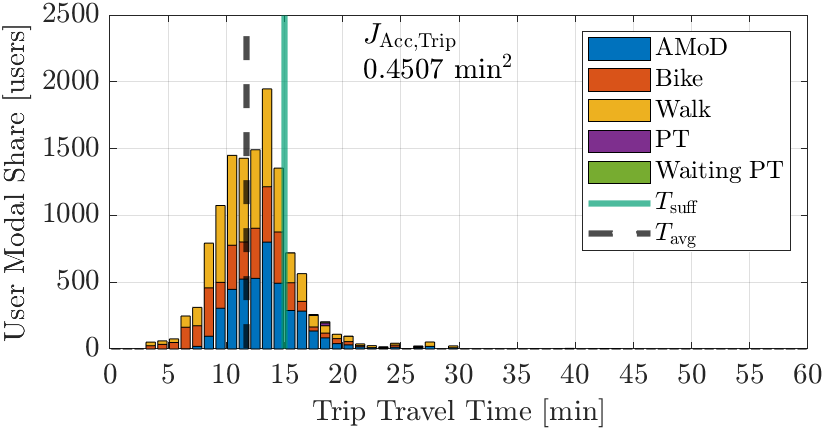 2500
2000
1500
1000
500
0
User Modal Share [users]
J_Acc,Trip
0.4507 min²
AMoD
Bike
Walk
PT
Waiting PT
T_suff
T_avg
0 5 10 15 20 25 30 35 40 45 50 55 60
Trip Travel Time [min]